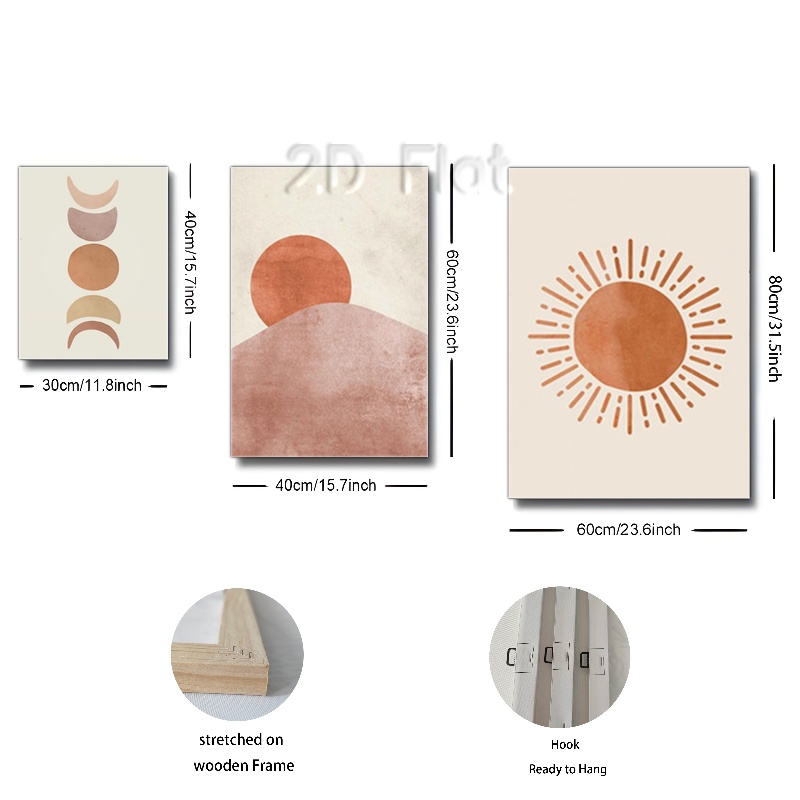 2D Flat
40cm/15.7inch
30cm/11.8inch
60cm/23.6inch
40cm/15.7inch
80cm/31.5inch
60cm/23.6inch
stretched on
wooden Frame
Hook
Ready to Hang